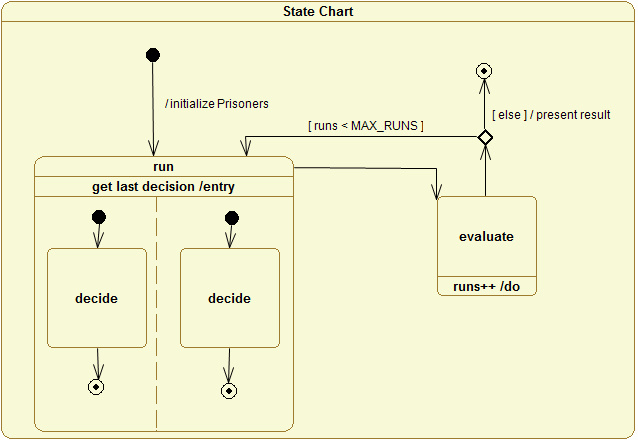 State Chart
/ initialize Prisoners
[ else ] / present result
[ runs < MAX_RUNS ]
run
get last decision /entry
evaluate
runs++ /do
decide
decide